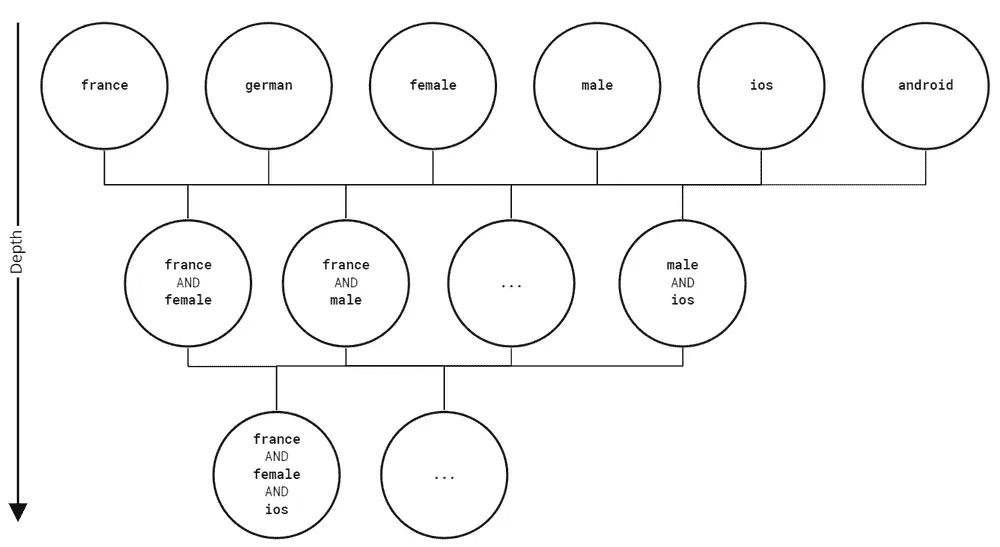 france
german
female
male
ios
android
Depth
france
AND
female
france
AND
male
...
male
AND
ios
france
AND
female
AND
ios
...